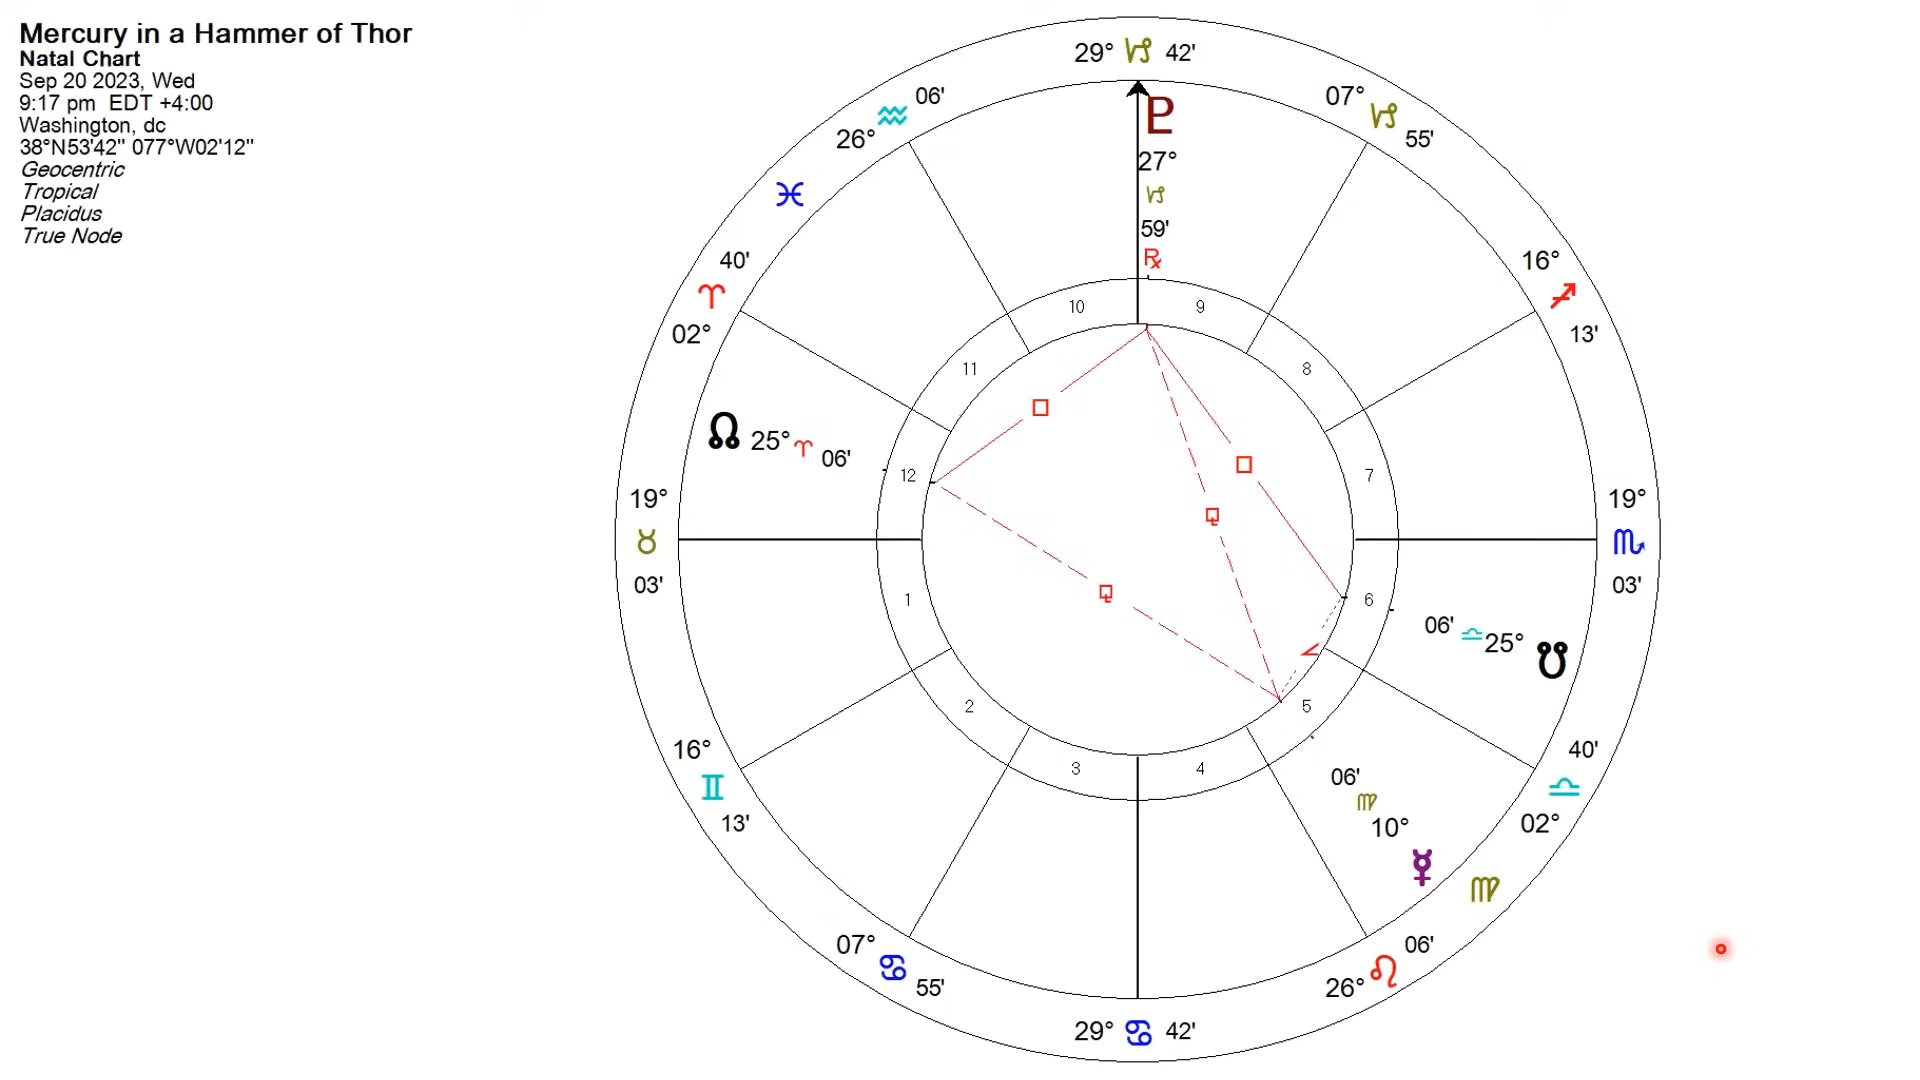 Mercury in a Hammer of Thor
Natal Chart
Sep 20 2023, Wed
9:17 pm EDT +4:00
Washington, dc
38°N53'42" 077°W02'12"
Geocentric
Tropical
Placidus
True Node
29° ♑ 42'
07° ♑ 55'
16° ♐ 13'
19° ♏ 03'
40' ♎ 02°
♍
26° ♌ 06'
29° ♋ 42'
07° ♋ 55'
16° ♊ 13'
19° ♉ 03'
40' ♈ 02°
♓
26° ♒ 06'
♇ 27° ♑ 59' ℞
☊ 25° ♈ 06'
06' ♎ 25° ☋
06' ♍ 10° ☿
10
9
11
8
12
7
1
6
2
5
3
4